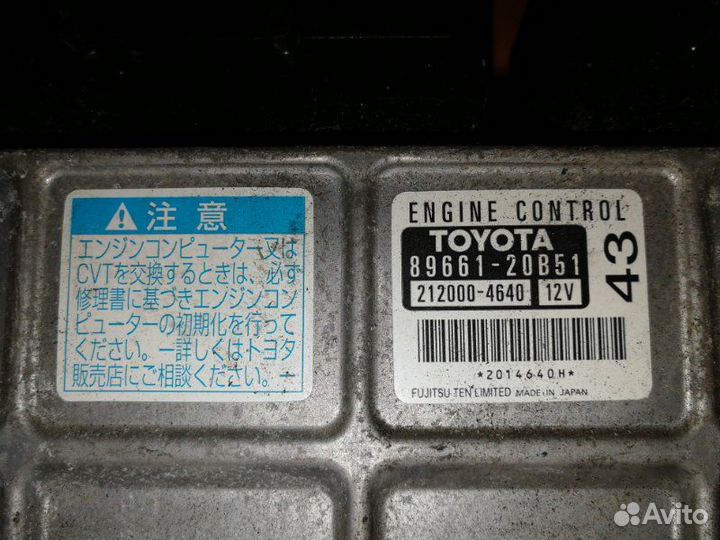 ⚠ 注意
エンジンコンピューター又は
CVTを交換するときは、必ず
修理書に基づきエンジンコン
ピューターの初期化を行って
ください。ー詳しくはトヨタ
販売店にご相談ください。ー
ENGINE CONTROL
TOYOTA
89661-20B51
212000-4640 12V
43
*2014640H*
FUJITSU TEN LIMITED MADE IN JAPAN
Avito